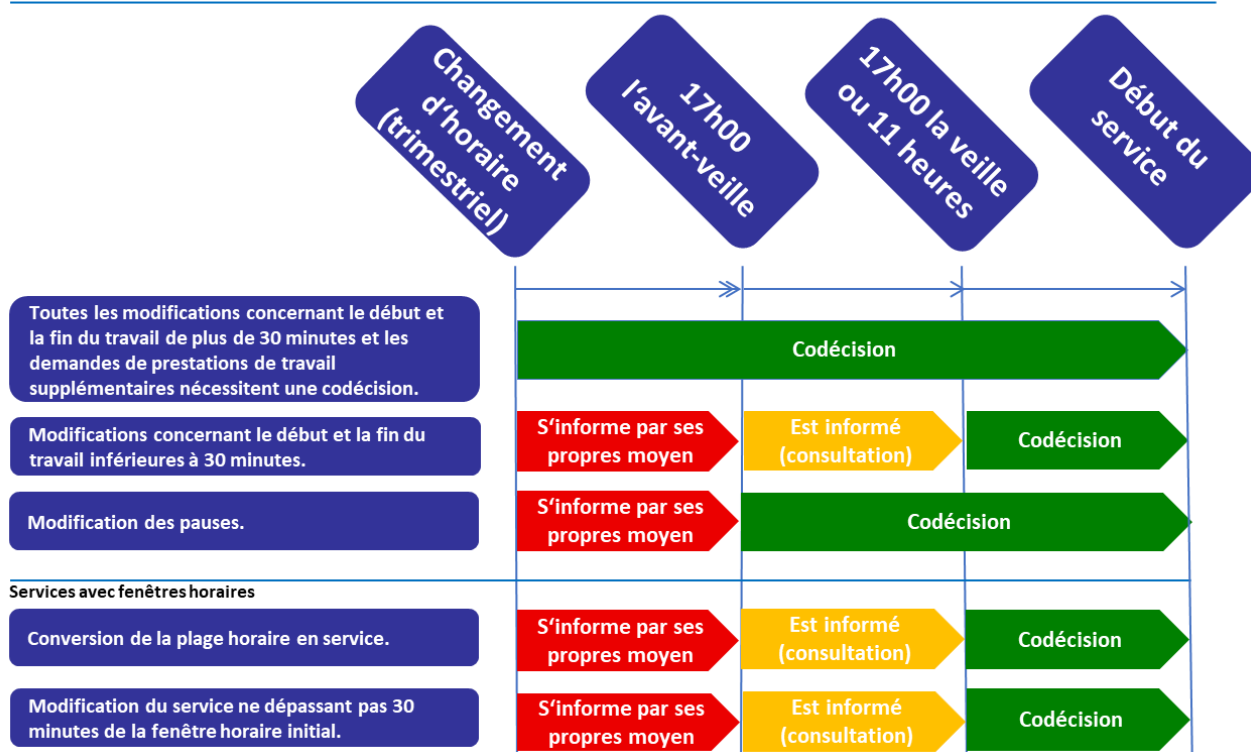 Changement
d‘horaire
(trimestriel)
17h00
l‘avant-veille
17h00 la veille
ou 11 heures
Début du
service
Toutes les modifications concernant le début et
la fin du travail de plus de 30 minutes et les
demandes de prestations de travail
supplémentaires nécessitent une codécision.
Codécision
Modifications concernant le début et la fin du
travail inférieures à 30 minutes.
S‘informe par ses
propres moyen
Est informé
(consultation)
Codécision
Modification des pauses.
S‘informe par ses
propres moyen
Codécision
Services avec fenêtres horaires
Conversion de la plage horaire en service.
S‘informe par ses
propres moyen
Est informé
(consultation)
Codécision
Modification du service ne dépassant pas 30
minutes de la fenêtre horaire initial.
S‘informe par ses
propres moyen
Est informé
(consultation)
Codécision